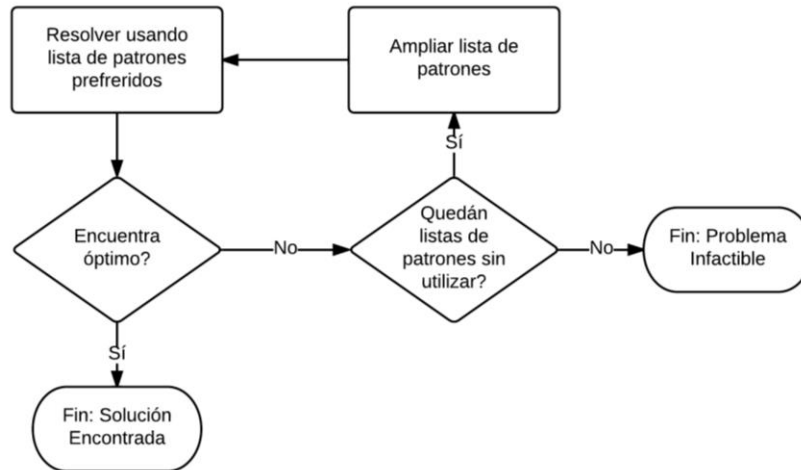 Resolver usando
lista de patrones
prefreridos
Ampliar lista de
patrones
Sí
Encuentra
óptimo?
No
Quedán
listas de
patrones sin
utilizar?
No
Fin: Problema
Infactible
Sí
Fin: Solución
Encontrada